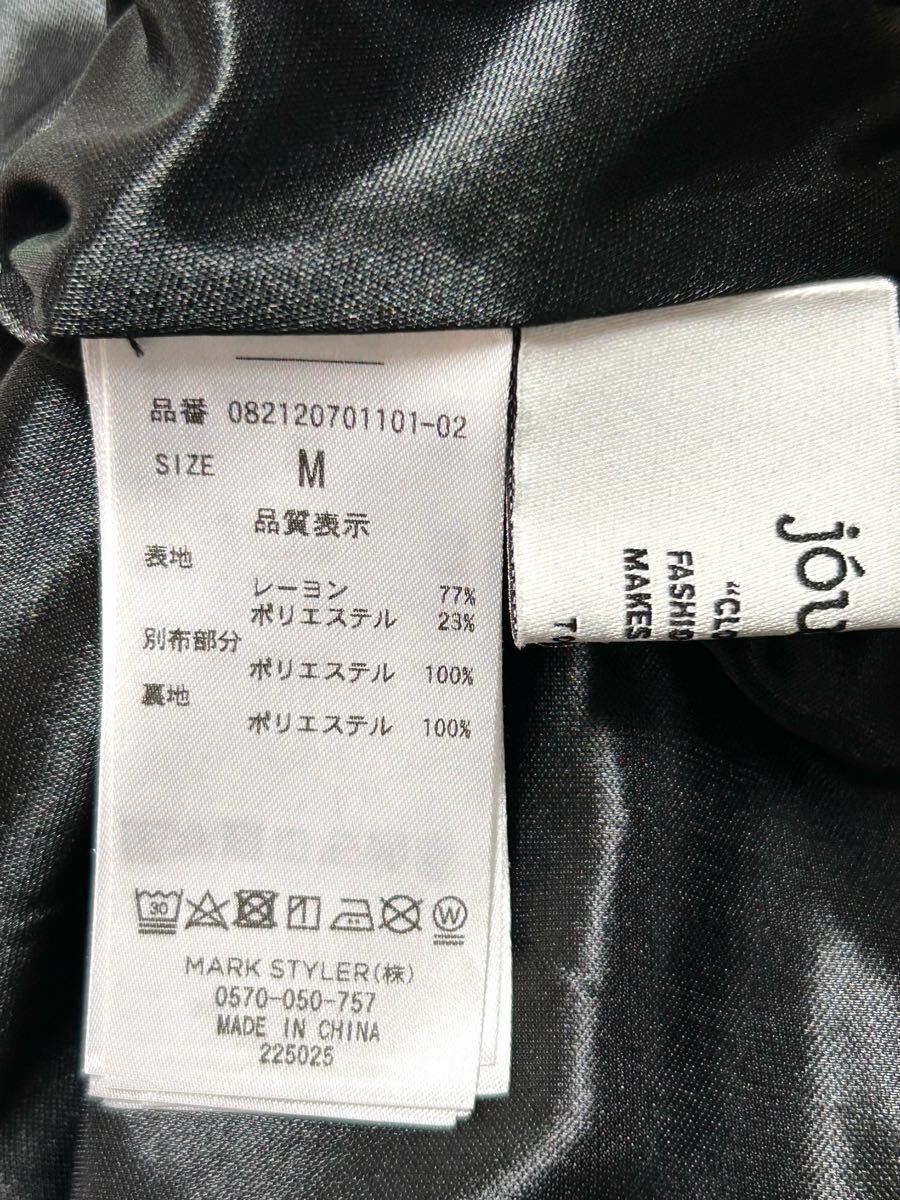 品番 082120701101-02
SIZE M
品質表示
表地
レーヨン 77%
ポリエステル 23%
別布部分
ポリエステル 100%
裏地
ポリエステル 100%
30
W
MARK STYLER(株)
0570-050-757
MADE IN CHINA
225025
FASHIO
MAKES